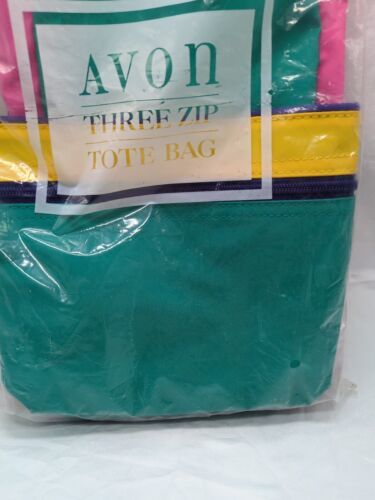 AVON
THREE ZIP
TOTE BAG